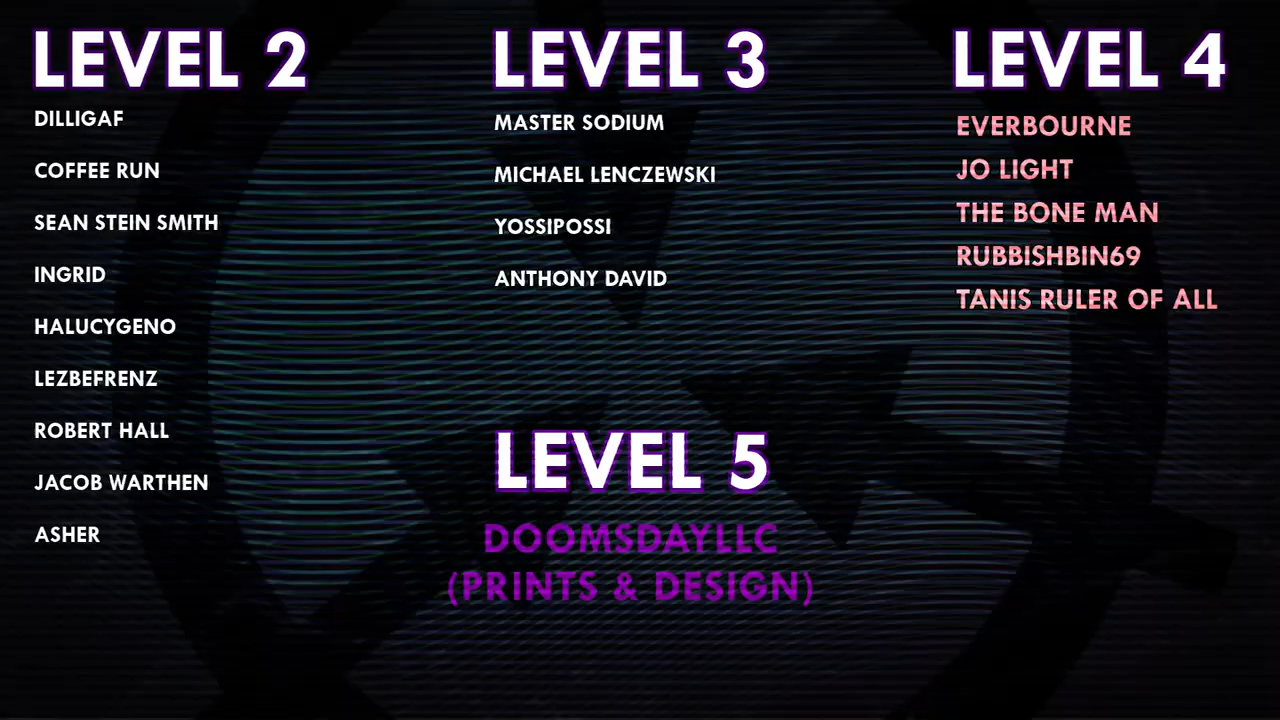 LEVEL 2
DILLIGAF
COFFEE RUN
SEAN STEIN SMITH
INGRID
HALUCYGENO
LEZBEFRENZ
ROBERT HALL
JACOB WARTHEN
ASHER
LEVEL 3
MASTER SODIUM
MICHAEL LENCZEWSKI
YOSSIPOSSI
ANTHONY DAVID
LEVEL 4
EVERBOURNE
JO LIGHT
THE BONE MAN
RUBBISHBIN69
TANIS RULER OF ALL
LEVEL 5
DOOMSDAYLLC
(PRINTS & DESIGN)